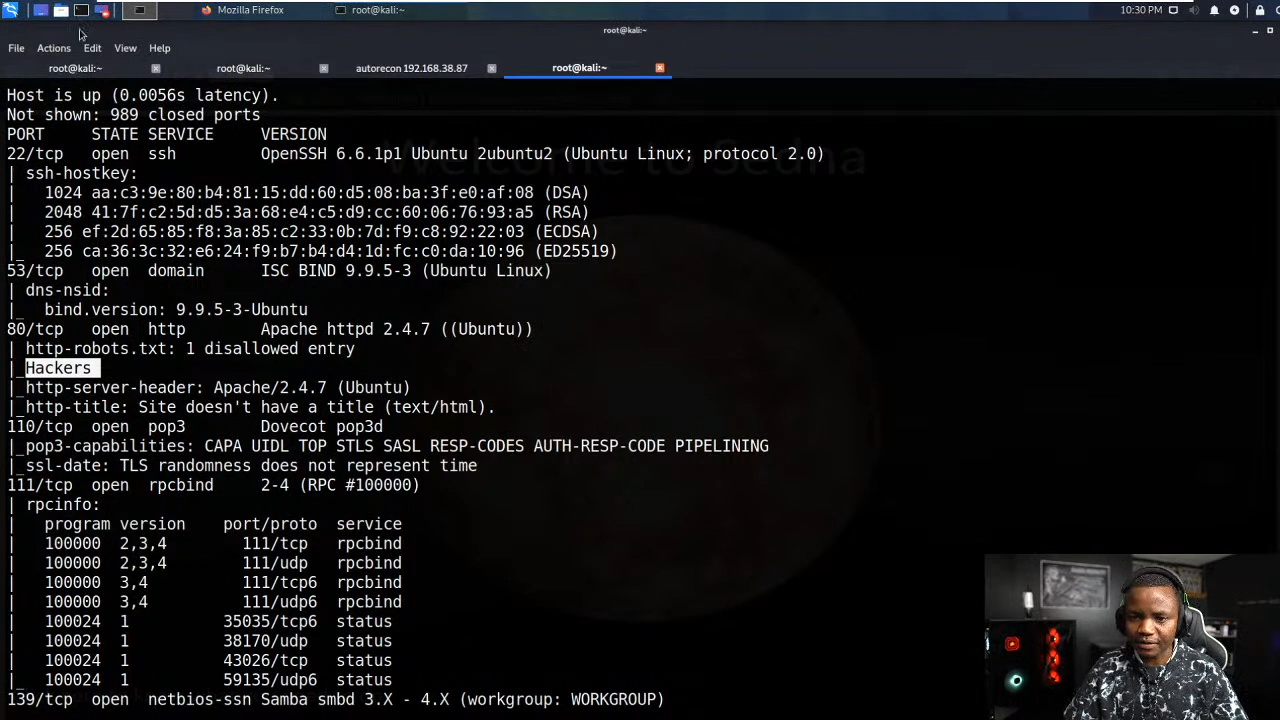 Mozilla Firefox
root@kali:~
10:30 PM
root@kali:~
File Actions Edit View Help
root@kali:~
root@kali:~
autorecon 192.168.38.87
root@kali:~
Welcome to Sedna
Host is up (0.0056s latency).
Not shown: 989 closed ports
PORT STATE SERVICE VERSION
22/tcp open ssh OpenSSH 6.6.1p1 Ubuntu 2ubuntu2 (Ubuntu Linux; protocol 2.0)
| ssh-hostkey:
| 1024 aa:c3:9e:80:b4:81:15:dd:60:d5:08:ba:3f:e0:af:08 (DSA)
| 2048 41:7f:c2:5d:d5:3a:68:e4:c5:d9:cc:60:06:76:93:a5 (RSA)
| 256 ef:2d:65:85:f8:3a:85:c2:33:0b:7d:f9:c8:92:22:03 (ECDSA)
|_ 256 ca:36:3c:32:e6:24:f9:b7:b4:d4:1d:fc:c0:da:10:96 (ED25519)
53/tcp open domain ISC BIND 9.9.5-3 (Ubuntu Linux)
| dns-nsid:
|_ bind.version: 9.9.5-3-Ubuntu
80/tcp open http Apache httpd 2.4.7 ((Ubuntu))
| http-robots.txt: 1 disallowed entry
|_Hackers
|_http-server-header: Apache/2.4.7 (Ubuntu)
|_http-title: Site doesn't have a title (text/html).
110/tcp open pop3 Dovecot pop3d
|_pop3-capabilities: CAPA UIDL TOP STLS SASL RESP-CODES AUTH-RESP-CODE PIPELINING
|_ssl-date: TLS randomness does not represent time
111/tcp open rpcbind 2-4 (RPC #100000)
| rpcinfo:
| program version port/proto service
| 100000 2,3,4 111/tcp rpcbind
| 100000 2,3,4 111/udp rpcbind
| 100000 3,4 111/tcp6 rpcbind
| 100000 3,4 111/udp6 rpcbind
| 100024 1 35035/tcp6 status
| 100024 1 38170/udp status
| 100024 1 43026/tcp status
|_ 100024 1 59135/udp6 status
139/tcp open netbios-ssn Samba smbd 3.X - 4.X (workgroup: WORKGROUP)